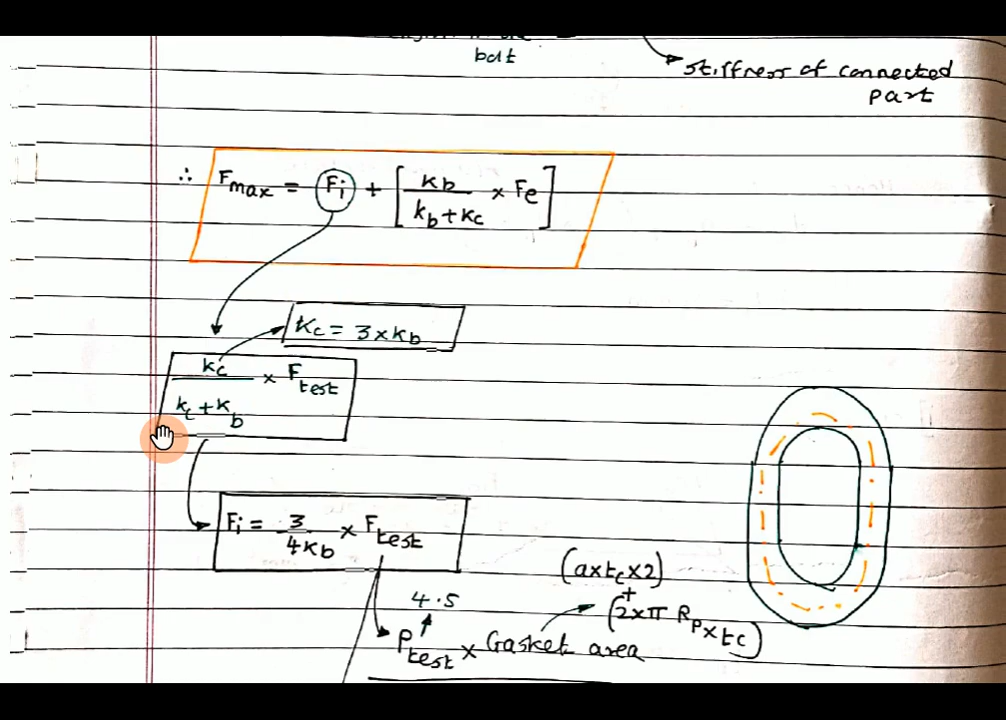 bolt
stiffness of connected
part
∴ Fmax = Fi + [ kb / kb+kc × Fe ]
Kc = 3×kb
kc / kc+kb × Ftest
Fi = 3 / 4kb × Ftest
(a×tc×2)
+
4.5
(2×π Rp×tc)
Ptest × Gasket area